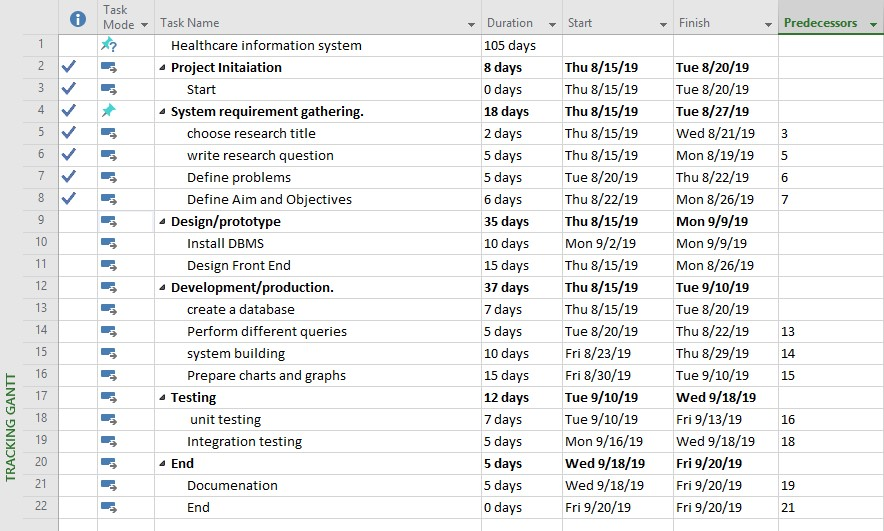 Task Mode Task Name Duration Start Finish Predecessors
1 Healthcare information system 105 days
2 Project Initaiation 8 days Thu 8/15/19 Tue 8/20/19
3 Start 0 days Thu 8/15/19 Tue 8/20/19
4 System requirement gathering. 18 days Thu 8/15/19 Tue 8/27/19
5 choose research title 2 days Thu 8/15/19 Wed 8/21/19 3
6 write research question 5 days Thu 8/15/19 Mon 8/19/19 5
7 Define problems 5 days Tue 8/20/19 Thu 8/22/19 6
8 Define Aim and Objectives 6 days Thu 8/22/19 Mon 8/26/19 7
9 Design/prototype 35 days Thu 8/15/19 Mon 9/9/19
10 Install DBMS 10 days Mon 9/2/19 Mon 9/9/19
11 Design Front End 15 days Thu 8/15/19 Mon 8/26/19
12 Development/production. 37 days Thu 8/15/19 Tue 9/10/19
13 create a database 7 days Thu 8/15/19 Tue 8/20/19
14 Perform different queries 5 days Tue 8/20/19 Thu 8/22/19 13
15 system building 10 days Fri 8/23/19 Thu 8/29/19 14
16 Prepare charts and graphs 15 days Fri 8/30/19 Tue 9/10/19 15
17 Testing 12 days Tue 9/10/19 Wed 9/18/19
18 unit testing 7 days Tue 9/10/19 Fri 9/13/19 16
19 Integration testing 5 days Mon 9/16/19 Wed 9/18/19 18
20 End 5 days Wed 9/18/19 Fri 9/20/19
21 Documenation 5 days Wed 9/18/19 Fri 9/20/19 19
22 End 0 days Fri 9/20/19 Fri 9/20/19 21
TRACKING GANTT